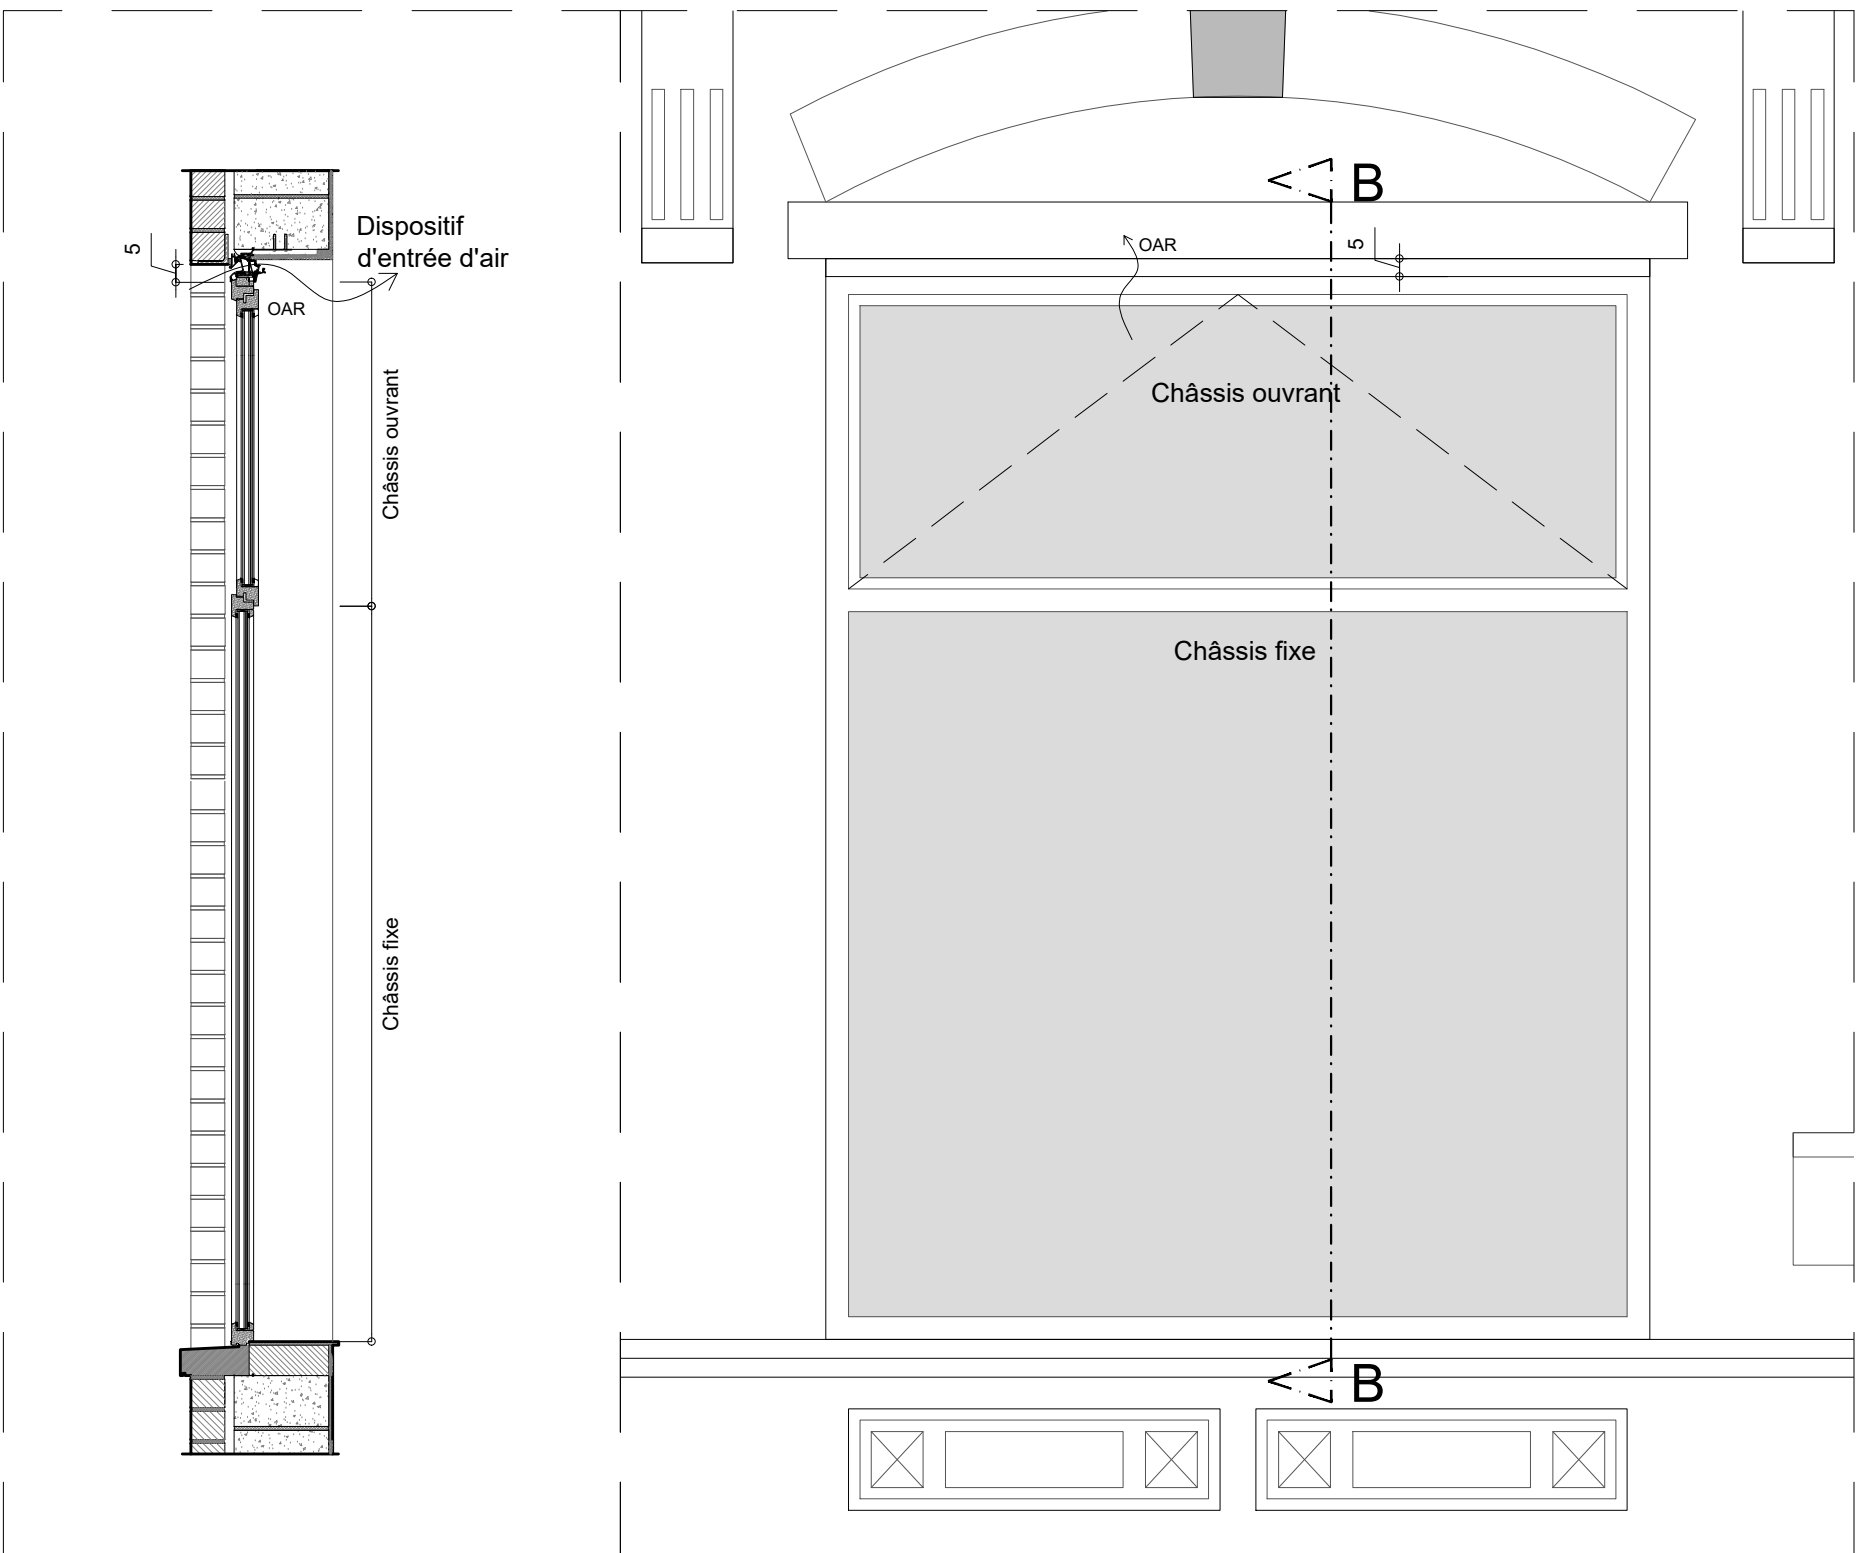 5
Dispositif
d'entrée d'air
OAR
Châssis ouvrant
Châssis fixe
B
OAR
5
Châssis ouvrant
Châssis fixe
B